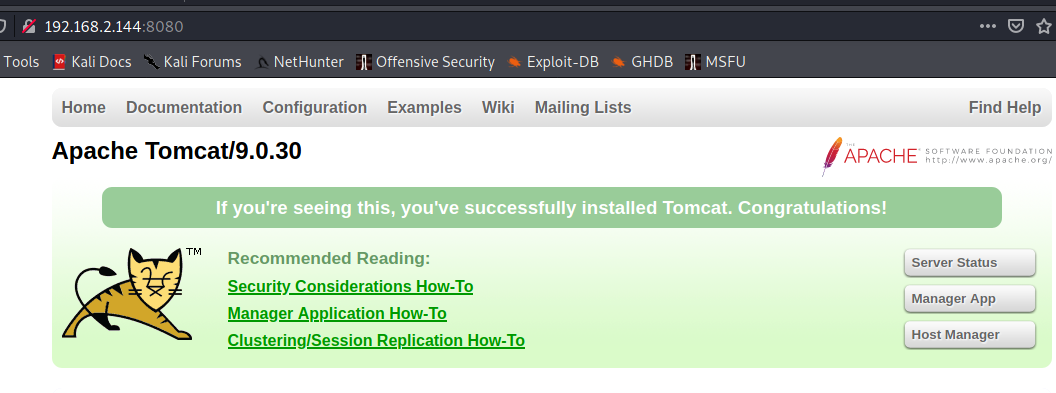 192.168.2.144:8080
Tools Kali Docs Kali Forums NetHunter Offensive Security Exploit-DB GHDB MSFU
Home Documentation Configuration Examples Wiki Mailing Lists Find Help
Apache Tomcat/9.0.30
THE
APACHE SOFTWARE FOUNDATION
http://www.apache.org/
If you're seeing this, you've successfully installed Tomcat. Congratulations!
TM
Recommended Reading:
Security Considerations How-To
Manager Application How-To
Clustering/Session Replication How-To
Server Status
Manager App
Host Manager